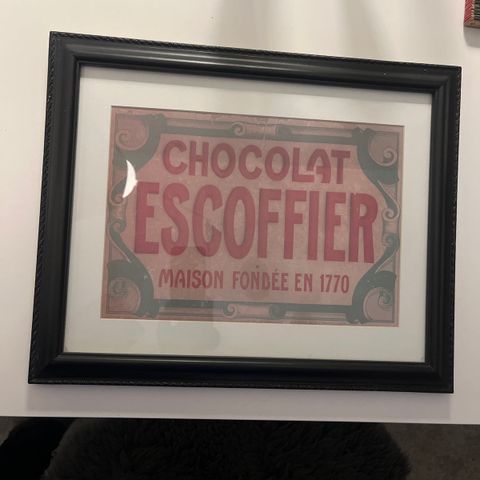 CHOCOLAT
ESCOFFIER
MAISON FONDÉE EN 1770